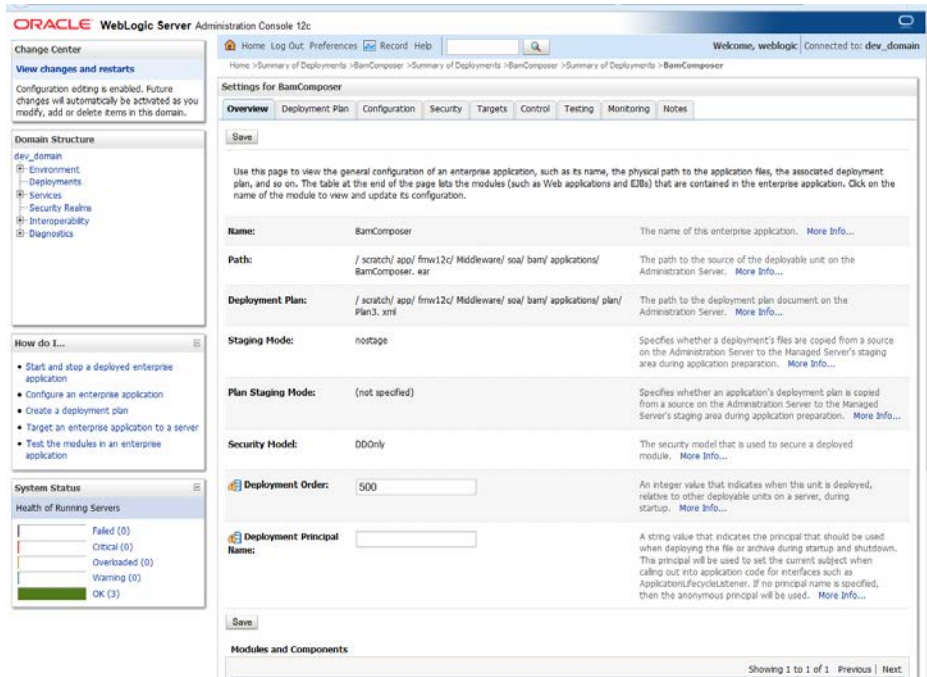 ORACLE WebLogic Server Administration Console 12c
Change Center
View changes and restarts
Configuration editing is enabled. Future
changes will automatically be activated as you
modify, add or delete items in this domain.
Domain Structure
dev_domain
Environment
Deployments
Services
Security Realms
Interoperability
Diagnostics
How do I...
Start and stop a deployed enterprise
application
Configure an enterprise application
Create a deployment plan
Target an enterprise application to a server
Test the modules in an enterprise
application
System Status
Health of Running Servers
Failed (0)
Critical (0)
Overloaded (0)
Warning (0)
OK (3)
Home Log Out Preferences Record Help
Welcome, weblogic Connected to: dev_domain
Home >Summary of Deployments >BamComposer >Summary of Deployments >BamComposer >Summary of Deployments >BamComposer
Settings for BamComposer
Overview Deployment Plan Configuration Security Targets Control Testing Monitoring Notes
Save
Use this page to view the general configuration of an enterprise application, such as its name, the physical path to the application files, the associated deployment
plan, and so on. The table at the end of the page lists the modules (such as Web applications and EJBs) that are contained in the enterprise application. Click on the
name of the module to view and update its configuration.
Name: BamComposer The name of this enterprise application. More Info...
Path: / scratch/ app/ fmw12c/ Middleware/ soa/ bam/ applications/
BamComposer. ear
The path to the source of the deployable unit on the
Administration Server. More Info...
Deployment Plan: / scratch/ app/ fmw12c/ Middleware/ soa/ bam/ applications/ plan/
Plan3. xml
The path to the deployment plan document on the
Administration Server. More Info...
Staging Mode: nostage
Specifies whether a deployment's files are copied from a source
on the Administration Server to the Managed Server's staging
area during application preparation. More Info...
Plan Staging Mode: (not specified)
Specifies whether an application's deployment plan is copied
from a source on the Administration Server to the Managed
Server's staging area during application preparation. More Info...
Security Model: DDOnly
The security model that is used to secure a deployed
module. More Info...
Deployment Order: 500
An integer value that indicates when this unit is deployed,
relative to other deployable units on a server, during
startup. More Info...
Deployment Principal
Name:
A string value that indicates the principal that should be used
when deploying the file or archive during startup and shutdown.
This principal will be used to set the current subject when
calling out into application code for interfaces such as
ApplicationLifecycleListener. If no principal name is specified,
then the anonymous principal will be used. More Info...
Save
Modules and Components
Showing 1 to 1 of 1 Previous | Next